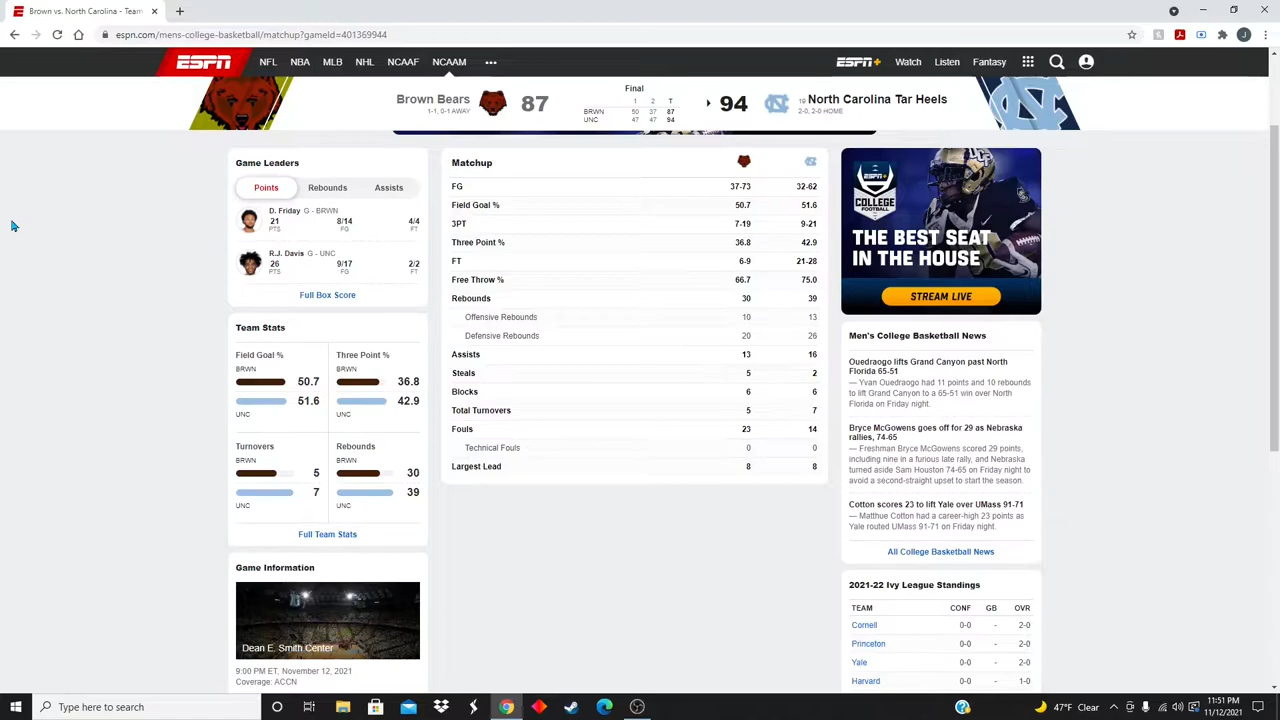 Brown vs. North Carolina - Team
espn.com/mens-college-basketball/matchup?gameId=401369944
J
ESPN NFL NBA MLB NHL NCAAF NCAAM
ESPN+ Watch Listen Fantasy
Brown Bears 87
1-1, 0-1 AWAY
Final
1 2 T
BRWN 50 37 87
UNC 47 47 94
94 19 North Carolina Tar Heels
2-0, 2-0 HOME
Game Leaders
Points Rebounds Assists
D. Friday G - BRWN
21 8/14 4/4
PTS FG FT
R.J. Davis G - UNC
26 9/17 2/2
PTS FG FT
Full Box Score
Team Stats
Field Goal % Three Point %
BRWN BRWN
50.7 36.8
51.6 42.9
UNC UNC
Turnovers Rebounds
BRWN BRWN
5 30
7 39
UNC UNC
Full Team Stats
Game Information
Dean E. Smith Center
9:00 PM ET, November 12, 2021
Coverage: ACCN
Matchup
FG 37-73 32-62
Field Goal % 50.7 51.6
3PT 7-19 9-21
Three Point % 36.8 42.9
FT 6-9 21-28
Free Throw % 66.7 75.0
Rebounds 30 39
Offensive Rebounds 10 13
Defensive Rebounds 20 26
Assists 13 16
Steals 5 2
Blocks 6 6
Total Turnovers 5 7
Fouls 23 14
Technical Fouls 0 0
Largest Lead 8 8
ESPN+
COLLEGE
FOOTBALL
UCF
THE BEST SEAT
IN THE HOUSE
STREAM LIVE
Men's College Basketball News
Ouedraogo lifts Grand Canyon past North
Florida 65-51
— Yvan Ouedraogo had 11 points and 10 rebounds
to lift Grand Canyon to a 65-51 win over North
Florida on Friday night.
Bryce McGowens goes off for 29 as Nebraska
rallies, 74-65
— Freshman Bryce McGowens scored 29 points,
including nine in a furious late rally, and Nebraska
turned aside Sam Houston 74-65 on Friday night to
avoid a second-straight upset to start the season.
Cotton scores 23 to lift Yale over UMass 91-71
— Matthue Cotton had a career-high 23 points as
Yale routed UMass 91-71 on Friday night.
All College Basketball News
2021-22 Ivy League Standings
TEAM CONF GB OVR
Cornell 0-0 - 2-0
Princeton 0-0 - 2-0
Yale 0-0 - 2-0
Harvard 0-0 - 1-0
Type here to search
47°F Clear
11:51 PM
11/12/2021